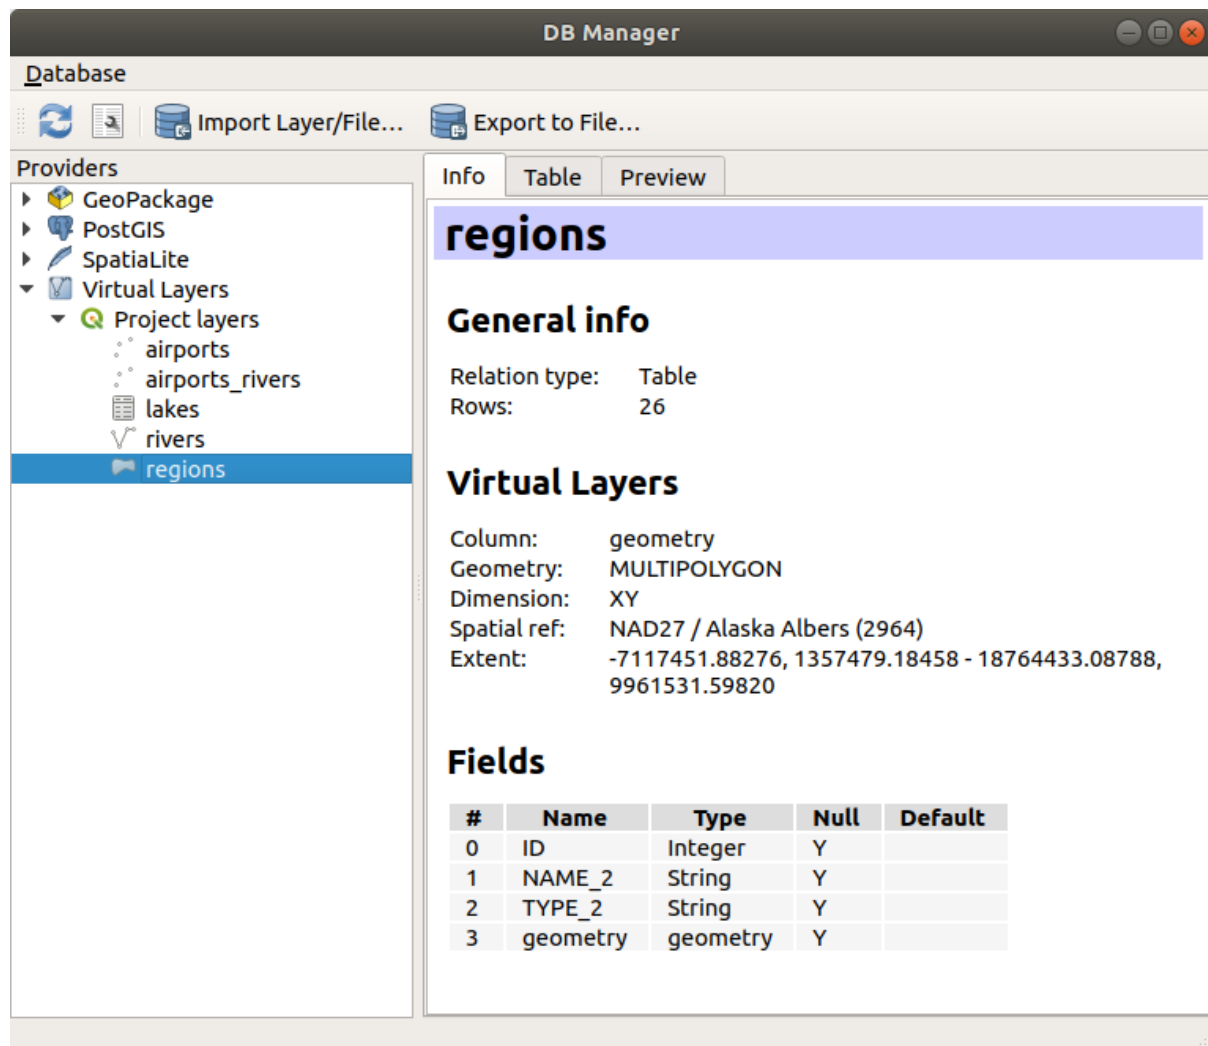 DB Manager
Database
Import Layer/File... Export to File...
Providers
GeoPackage
PostGIS
SpatiaLite
Virtual Layers
Project layers
airports
airports_rivers
lakes
rivers
regions
Info Table Preview
regions
General info
Relation type: Table
Rows: 26
Virtual Layers
Column: geometry
Geometry: MULTIPOLYGON
Dimension: XY
Spatial ref: NAD27 / Alaska Albers (2964)
Extent: -7117451.88276, 1357479.18458 - 18764433.08788,
9961531.59820
Fields
# Name Type Null Default
0 ID Integer Y
1 NAME_2 String Y
2 TYPE_2 String Y
3 geometry geometry Y